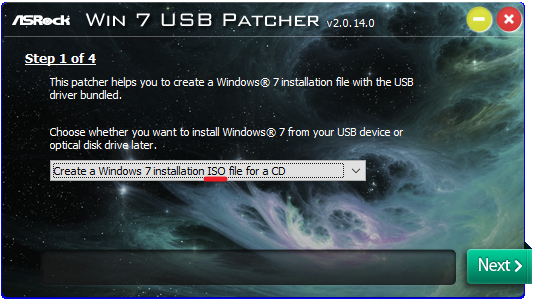 ASRock Win 7 USB Patcher v2.0.14.0
Step 1 of 4
This patcher helps you to create a Windows® 7 installation file with the USB
driver bundled.
Choose whether you want to install Windows® 7 from your USB device or
optical disk drive later.
Create a Windows 7 installation ISO file for a CD
Next